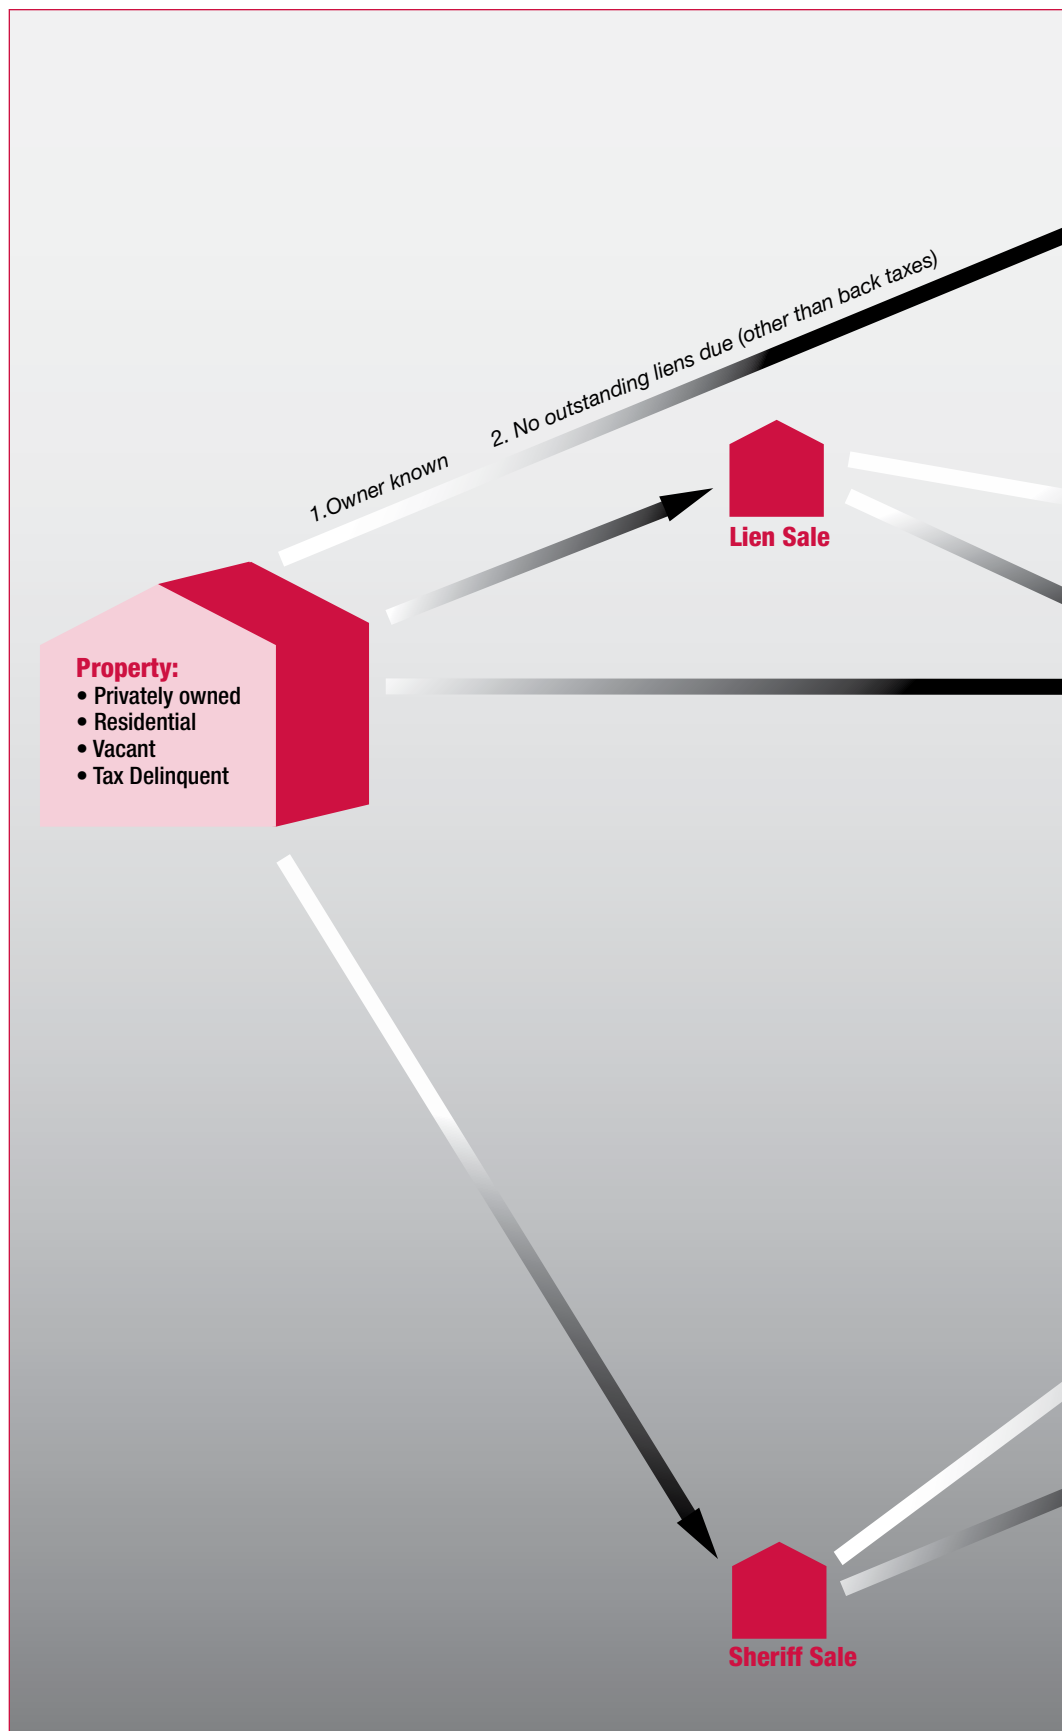 1.Owner known
2. No outstanding liens due (other than back taxes)
Lien Sale
Property:
• Privately owned
• Residential
• Vacant
• Tax Delinquent
Sheriff Sale